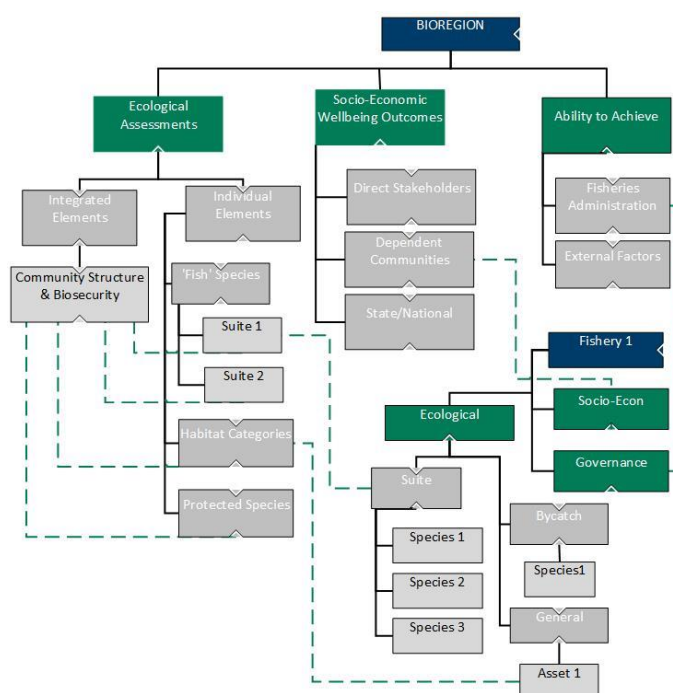 BIOREGION
Ecological
Assessments
Socio-Economic
Wellbeing Outcomes
Ability to Achieve
Integrated
Elements
Individual
Elements
Direct Stakeholders
Fisheries
Administration
Community Structure
& Biosecurity
'Fish' Species
Dependent
Communities
External Factors
Suite 1
State/National
Suite 2
Fishery 1
Habitat Categories
Ecological
Socio-Econ
Governance
Protected Species
Suite
Bycatch
Species 1
Species1
Species 2
General
Species 3
Asset 1